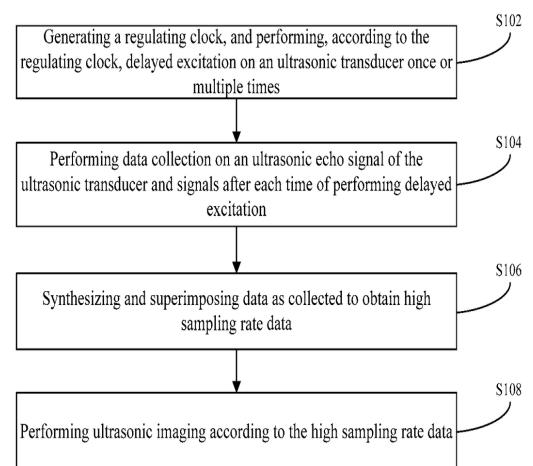 S102
Generating a regulating clock, and performing, according to the
regulating clock, delayed excitation on an ultrasonic transducer once or
multiple times
S104
Performing data collection on an ultrasonic echo signal of the
ultrasonic transducer and signals after each time of performing delayed
excitation
S106
Synthesizing and superimposing data as collected to obtain high
sampling rate data
S108
Performing ultrasonic imaging according to the high sampling rate data